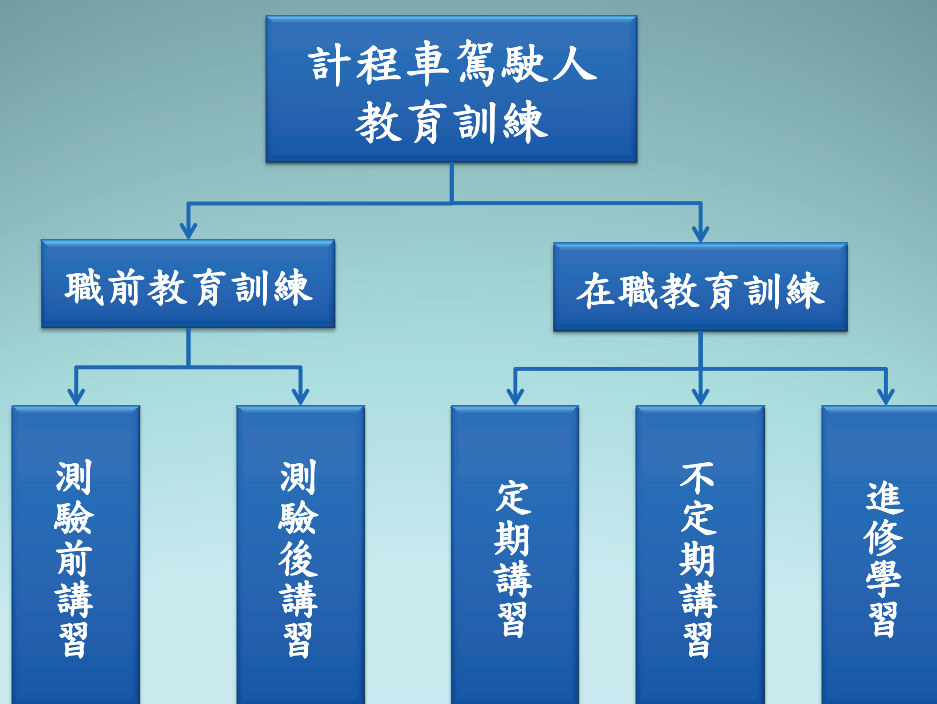 計程車駕駛人
教育訓練
職前教育訓練
在職教育訓練
測驗前講習
測驗後講習
定期講習
不定期講習
進修學習